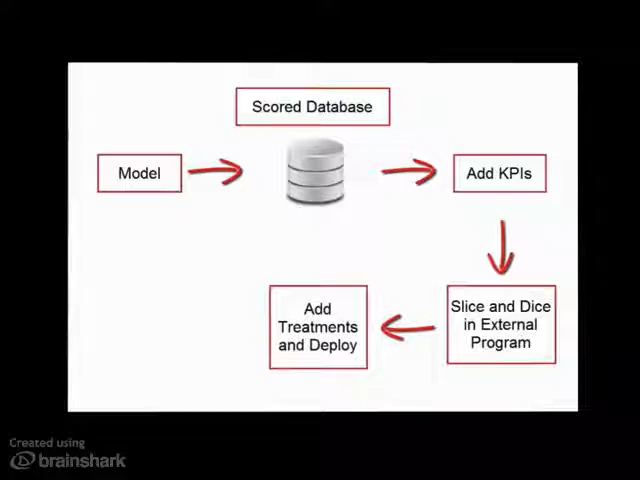 Scored Database
Model
Add KPIs
Add
Treatments
and Deploy
Slice and Dice
in External
Program
Created using
brainshark